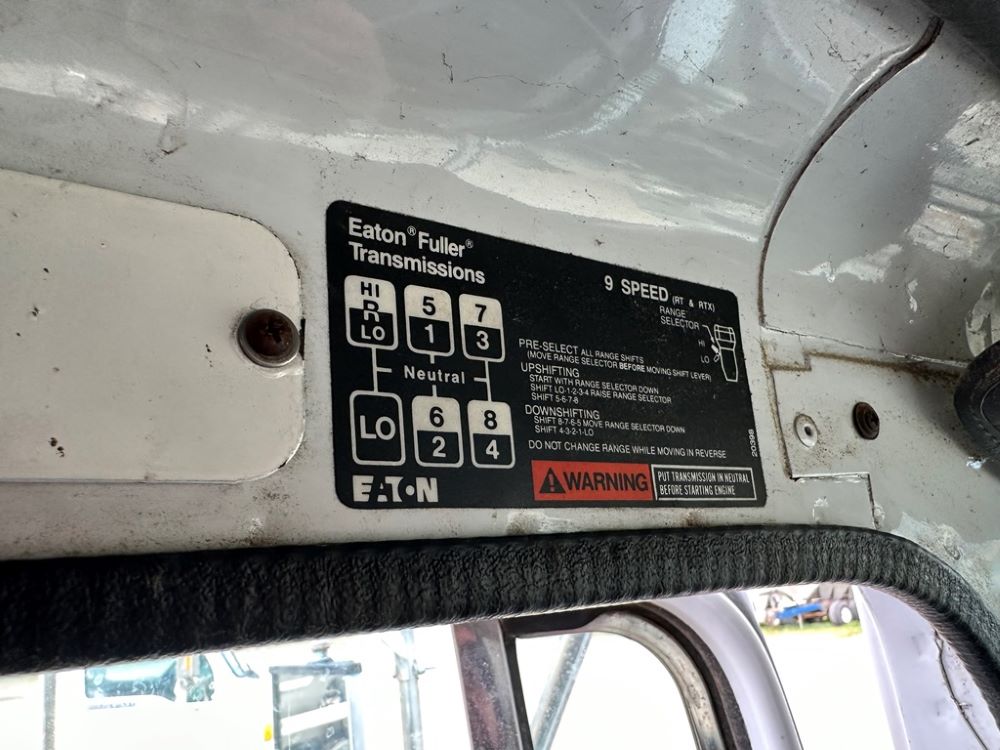 Eaton® Fuller®
Transmissions
9 SPEED (RT & RTX)
RANGE
SELECTOR
HI
LO
HI
R
LO
5
1
7
3
Neutral
LO
6
2
8
4
PRE-SELECT ALL RANGE SHIFTS
(MOVE RANGE SELECTOR BEFORE MOVING SHIFT LEVER)
UPSHIFTING
START WITH RANGE SELECTOR DOWN
SHIFT LO-1-2-3-4 RAISE RANGE SELECTOR
SHIFT 5-6-7-8
DOWNSHIFTING
SHIFT 8-7-6-5 MOVE RANGE SELECTOR DOWN
SHIFT 4-3-2-1-LO
DO NOT CHANGE RANGE WHILE MOVING IN REVERSE
20398
EATON
WARNING
PUT TRANSMISSION IN NEUTRAL
BEFORE STARTING ENGINE